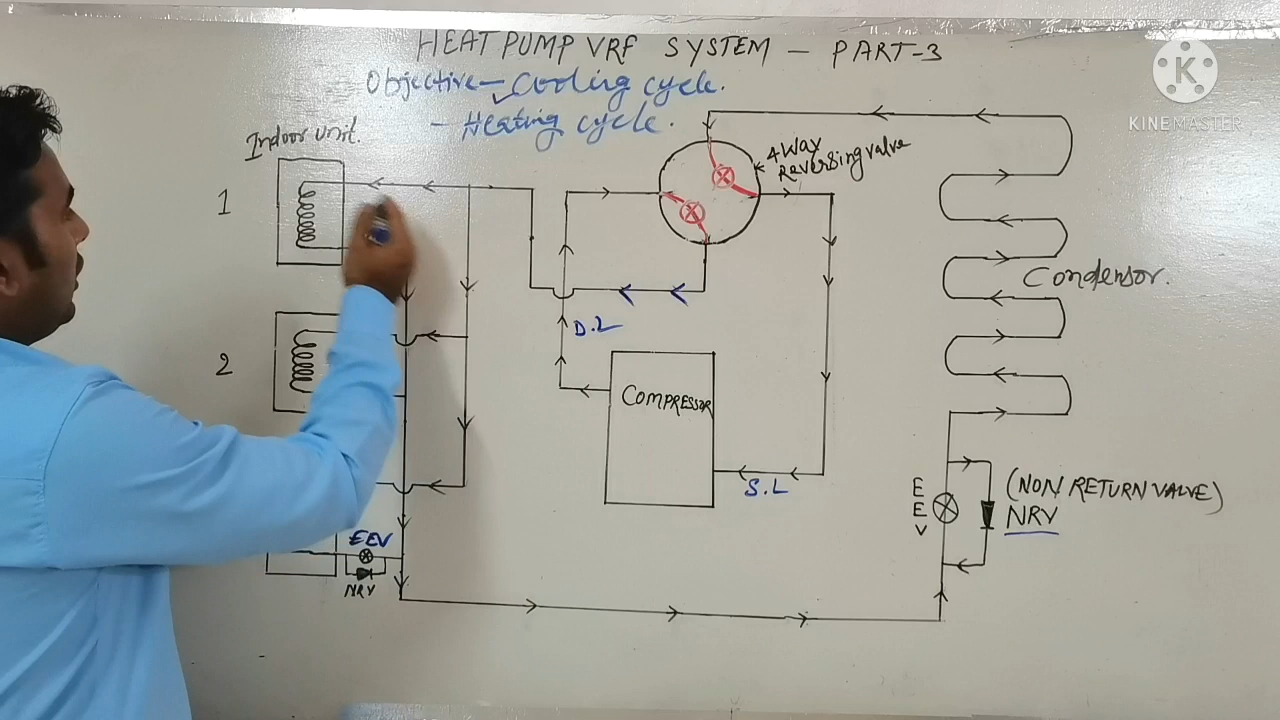 HEAT PUMP VRF SYSTEM - PART-3
Objective - Cooling cycle.
- Heating cycle.
K
KINEMASTER
Indoor unit.
4 Way
Reversing valve
1
Condensor.
D.L
2
COMPRESSOR
S.L
E
E
V
(NON RETURN VALVE)
NRV
EEV
NRV